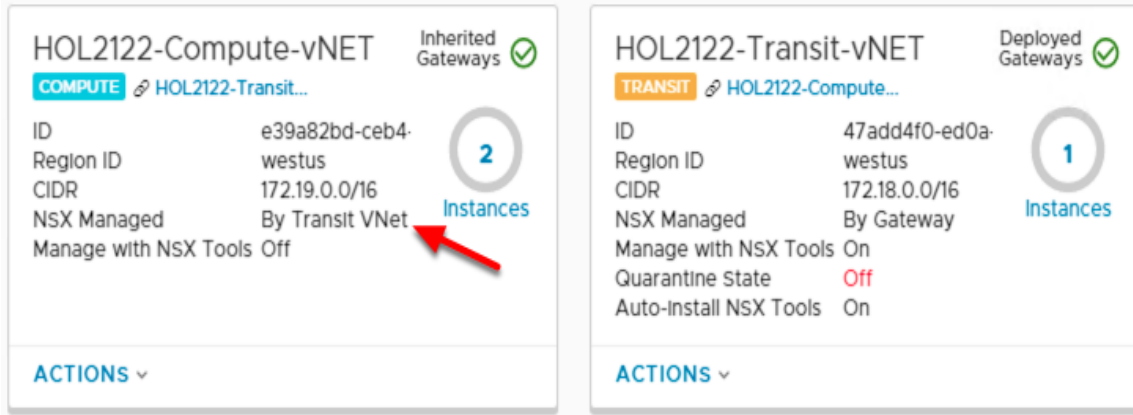 HOL2122-Compute-vNET
Inherited
Gateways
COMPUTE HOL2122-Transit...
ID e39a82bd-ceb4-
Region ID westus
CIDR 172.19.0.0/16
NSX Managed By Transit VNet
Manage with NSX Tools Off
2
Instances
ACTIONS
HOL2122-Transit-vNET
Deployed
Gateways
TRANSIT HOL2122-Compute...
ID 47add4f0-ed0a-
Region ID westus
CIDR 172.18.0.0/16
NSX Managed By Gateway
Manage with NSX Tools On
Quarantine State Off
Auto-install NSX Tools On
1
Instances
ACTIONS